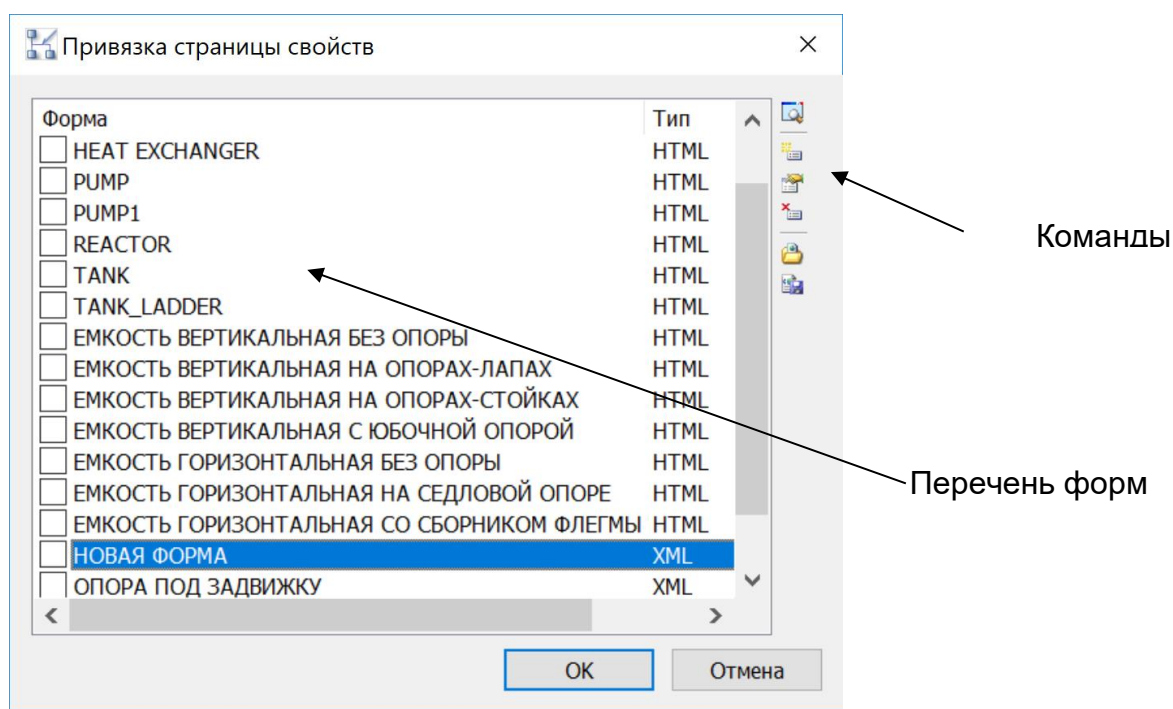 Привязка страницы свойств
Форма Тип
HEAT EXCHANGER HTML
PUMP HTML
PUMP1 HTML
REACTOR HTML
TANK HTML
TANK_LADDER HTML
ЕМКОСТЬ ВЕРТИКАЛЬНАЯ БЕЗ ОПОРЫ HTML
ЕМКОСТЬ ВЕРТИКАЛЬНАЯ НА ОПОРАХ-ЛАПАХ HTML
ЕМКОСТЬ ВЕРТИКАЛЬНАЯ НА ОПОРАХ-СТОЙКАХ HTML
ЕМКОСТЬ ВЕРТИКАЛЬНАЯ С ЮБОЧНОЙ ОПОРОЙ HTML
ЕМКОСТЬ ГОРИЗОНТАЛЬНАЯ БЕЗ ОПОРЫ HTML
ЕМКОСТЬ ГОРИЗОНТАЛЬНАЯ НА СЕДЛОВОЙ ОПОРЕ HTML
ЕМКОСТЬ ГОРИЗОНТАЛЬНАЯ СО СБОРНИКОМ ФЛЕГМЫ HTML
НОВАЯ ФОРМА XML
ОПОРА ПОД ЗАДВИЖКУ XML
OK Отмена
Команды
Перечень форм